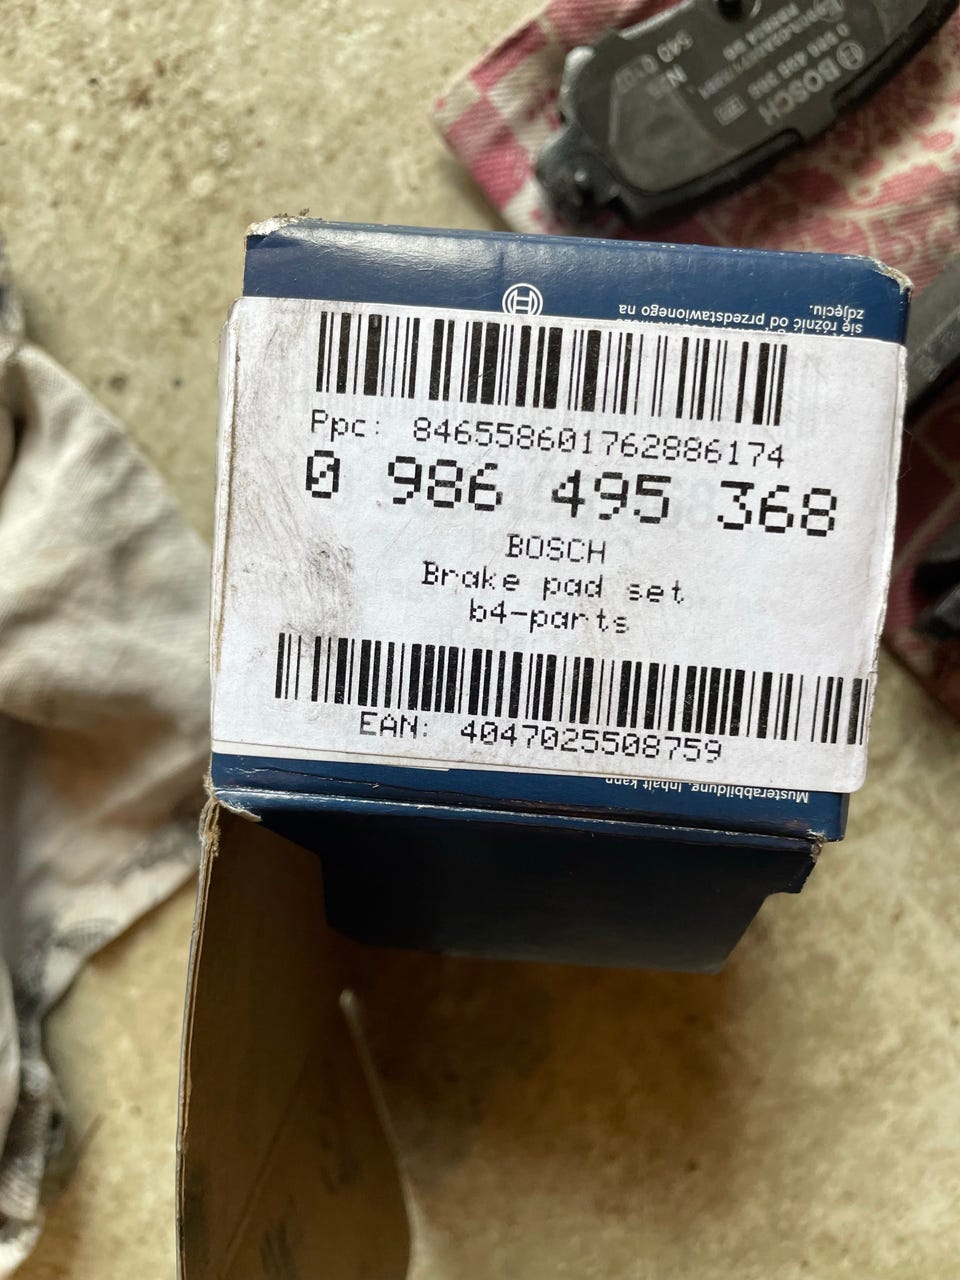 BOSCH
zdjęciu.
się różnić od przedstawionego na
Ppc: 8465586017628861​74
0 986 495 368
BOSCH
Brake pad set
b4-parts
EAN: 4047025508759
Musterabbildung, Inhalt kann